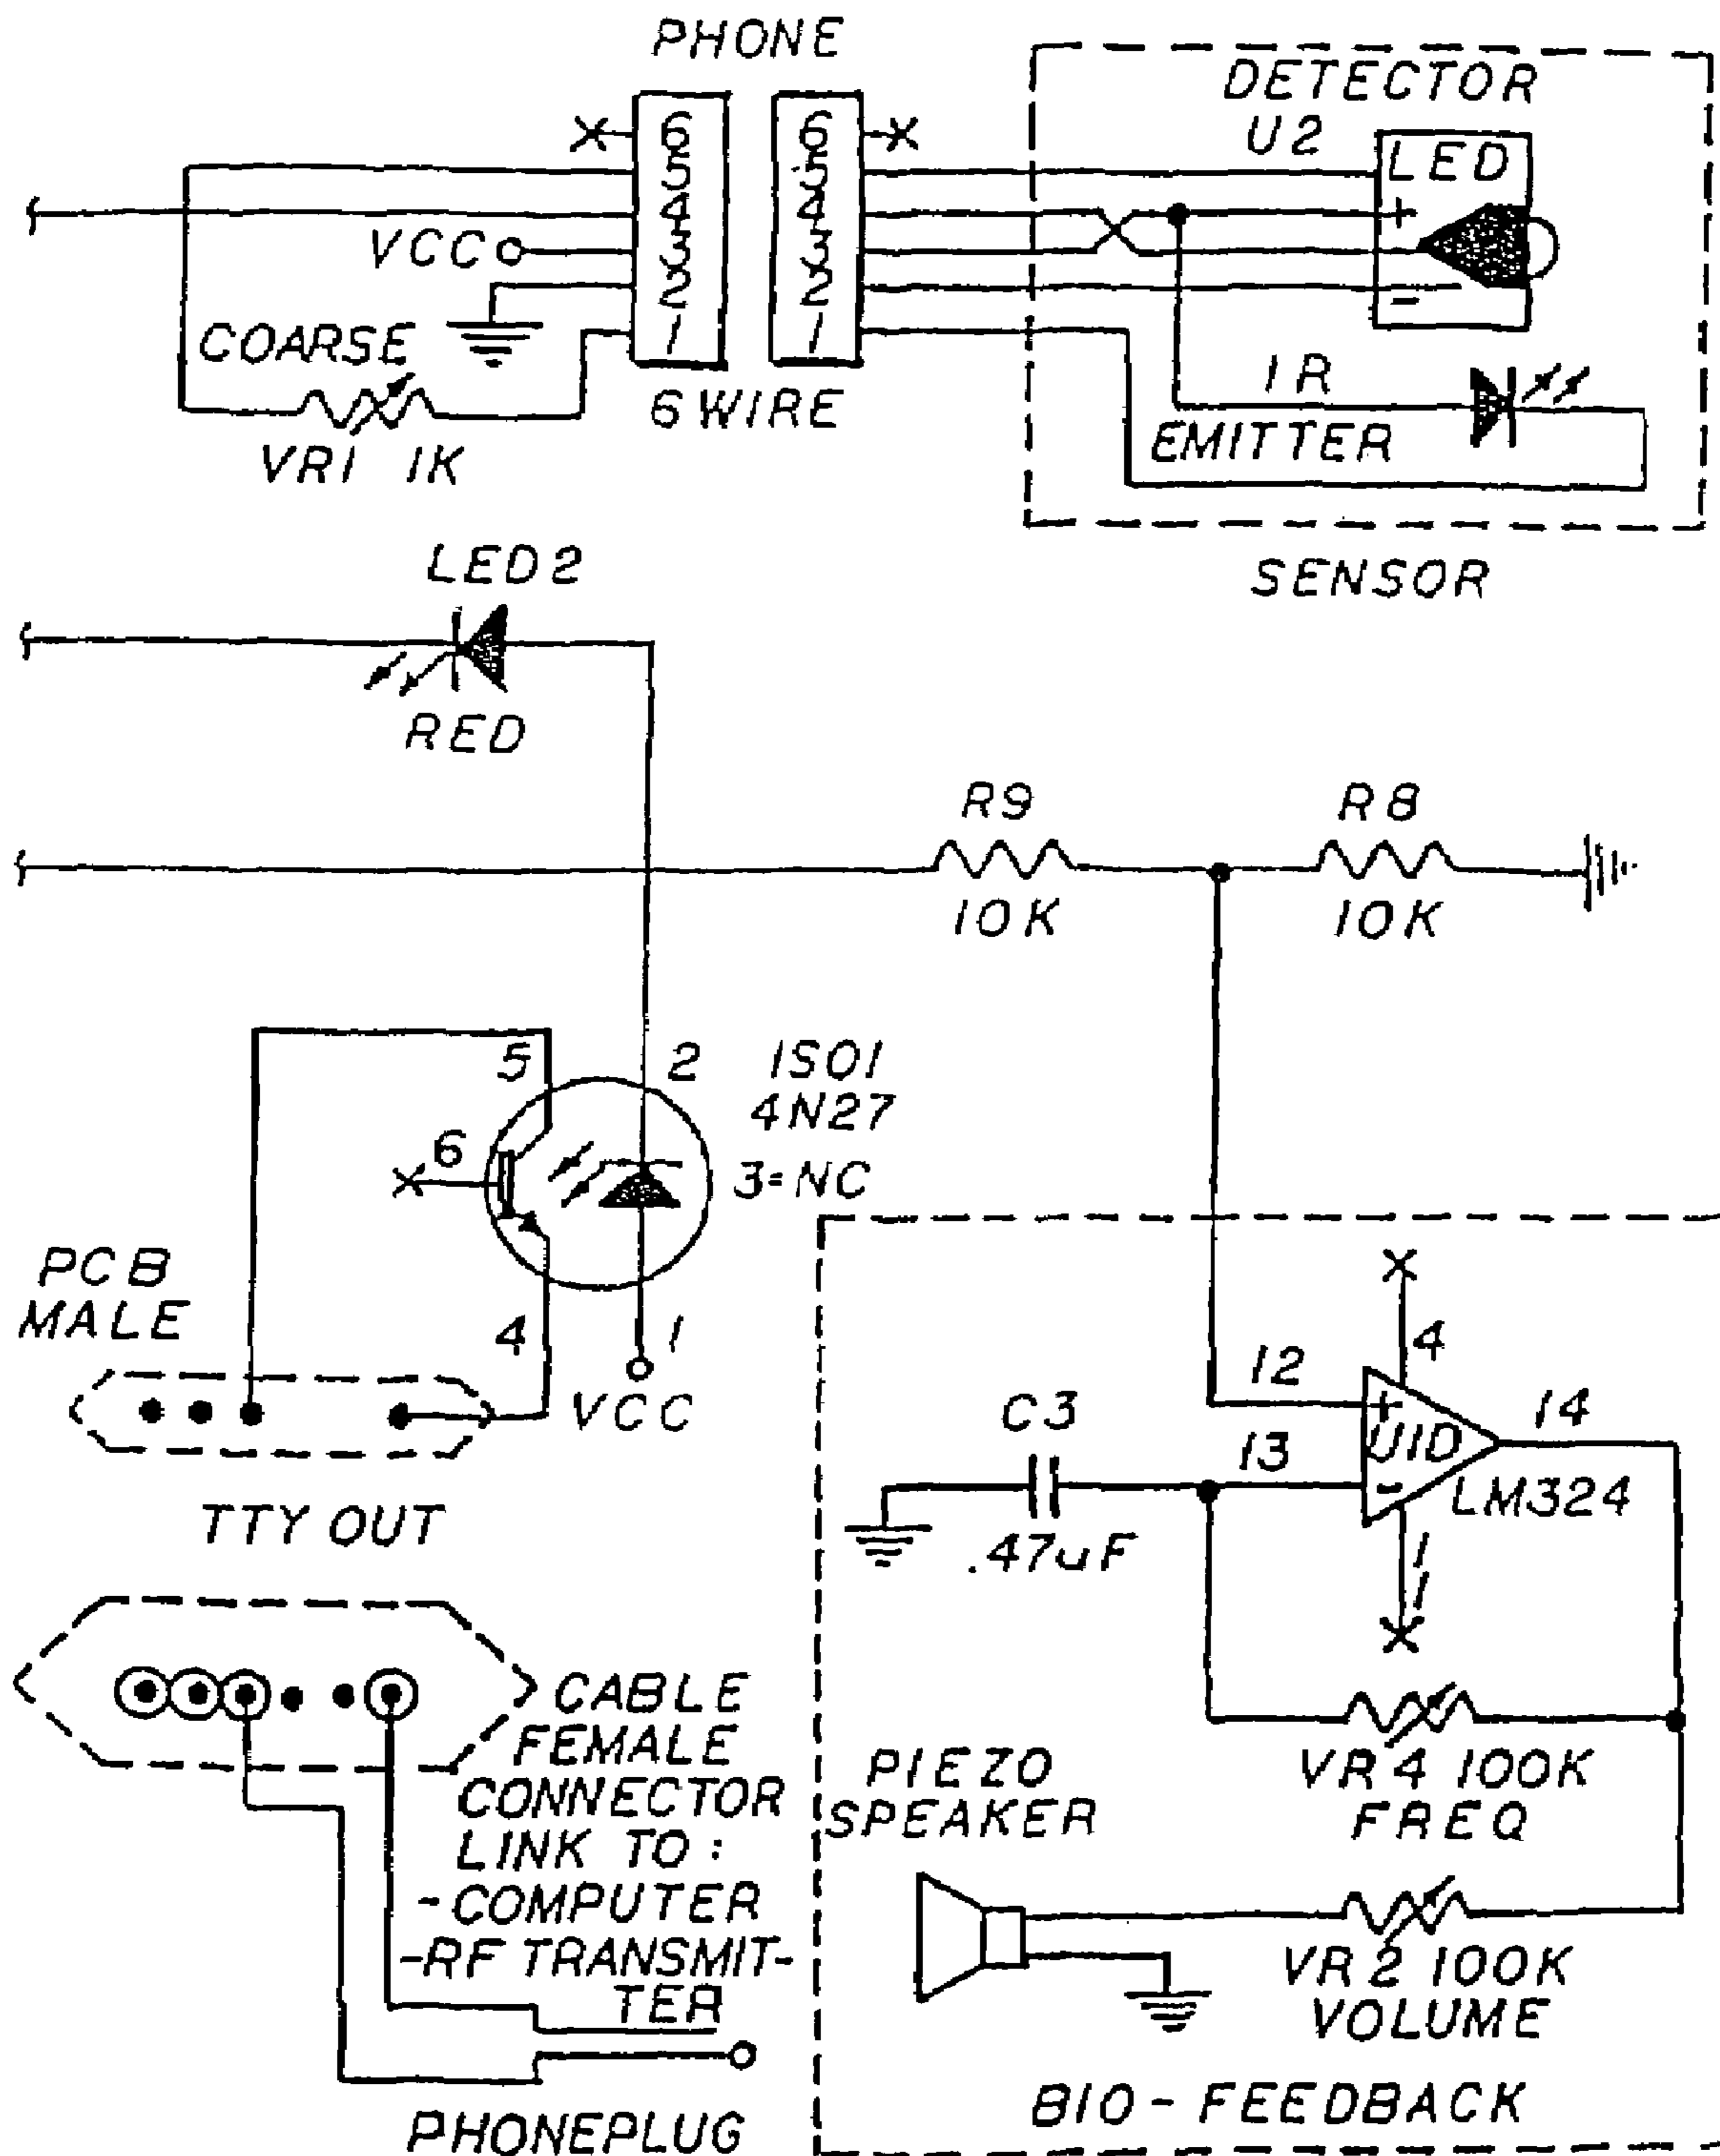 PHONE
6
5
4
3
2
1
6
5
4
3
2
1
VCC
COARSE
VR1 1K
6 WIRE
DETECTOR
U2
LED
+
-
IR
EMITTER
SENSOR
LED2
RED
R9
10K
R8
10K
5
2
ISO1
4N27
6
3=NC
4
1
VCC
PCB
MALE
TTY OUT
12
4
+
U1D
14
C3
13
-
LM324
.47uF
11
VR4 100K
FREQ
PIEZO
SPEAKER
VR2 100K
VOLUME
BIO-FEEDBACK
CABLE
FEMALE
CONNECTOR
LINK TO:
-COMPUTER
-RF TRANSMIT-
TER
PHONEPLUG